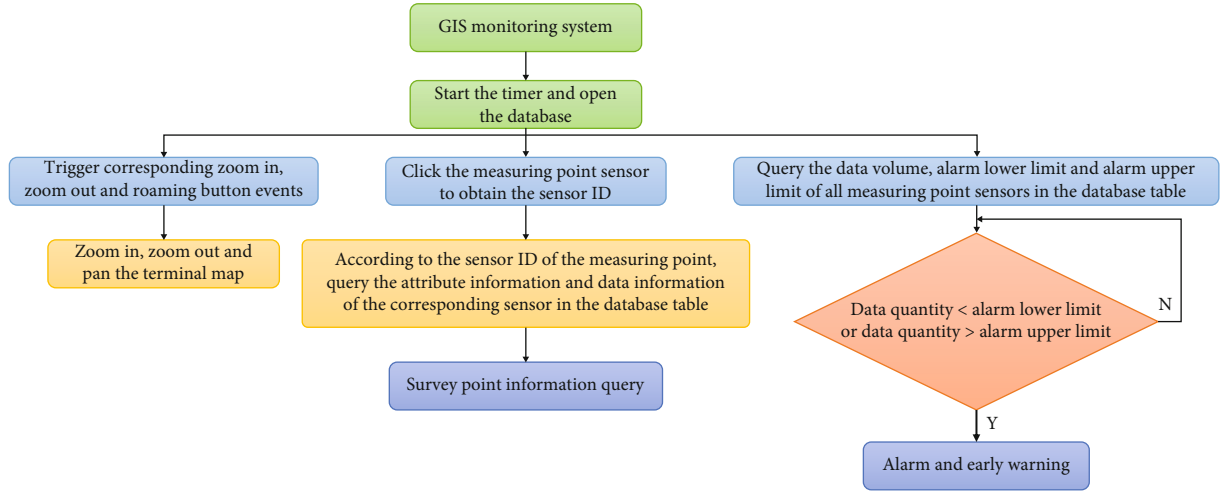 GIS monitoring system
Start the timer and open
the database
Trigger corresponding zoom in,
zoom out and roaming button events
Click the measuring point sensor
to obtain the sensor ID
Query the data volume, alarm lower limit and alarm upper
limit of all measuring point sensors in the database table
Zoom in, zoom out and
pan the terminal map
According to the sensor ID of the measuring point,
query the attribute information and data information
of the corresponding sensor in the database table
Data quantity < alarm lower limit
or data quantity > alarm upper limit
N
Survey point information query
Y
Alarm and early warning